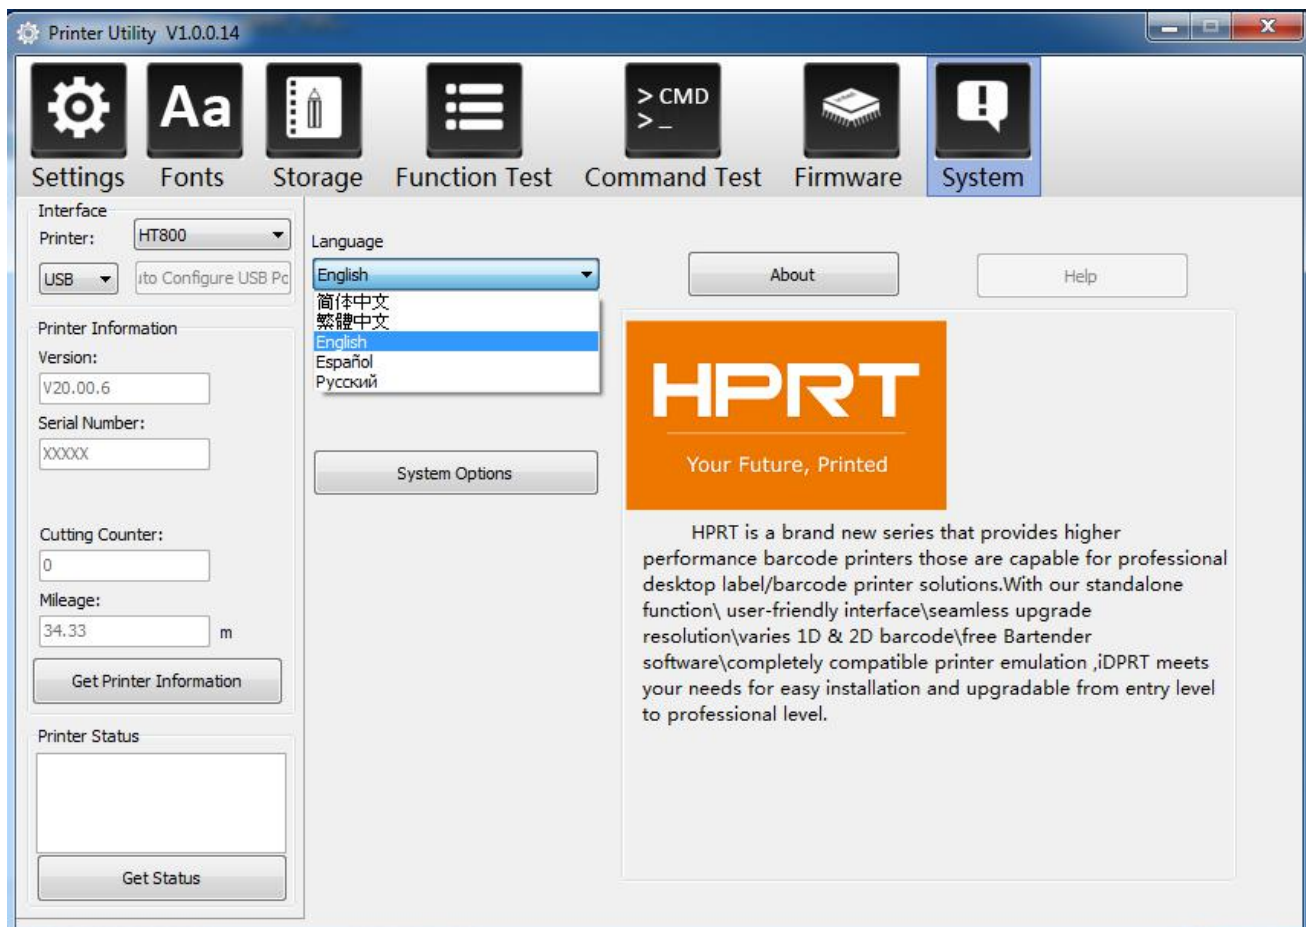 Printer Utility V1.0.0.14
Aa
> CMD
> _
Settings Fonts Storage Function Test Command Test Firmware System
Interface
Printer: HT800
USB
ito Configure USB Pc
Printer Information
Version:
V20.00.6
Serial Number:
XXXXX
Cutting Counter:
0
Mileage:
34.33 m
Get Printer Information
Printer Status
Get Status
Language
English
简体中文
繁體中文
English
Español
Русский
System Options
About
Help
HPRT
Your Future, Printed
HPRT is a brand new series that provides higher
performance barcode printers those are capable for professional
desktop label/barcode printer solutions.With our standalone
function\ user-friendly interface\seamless upgrade
resolution\varies 1D & 2D barcode\free Bartender
software\completely compatible printer emulation ,iDPRT meets
your needs for easy installation and upgradable from entry level
to professional level.